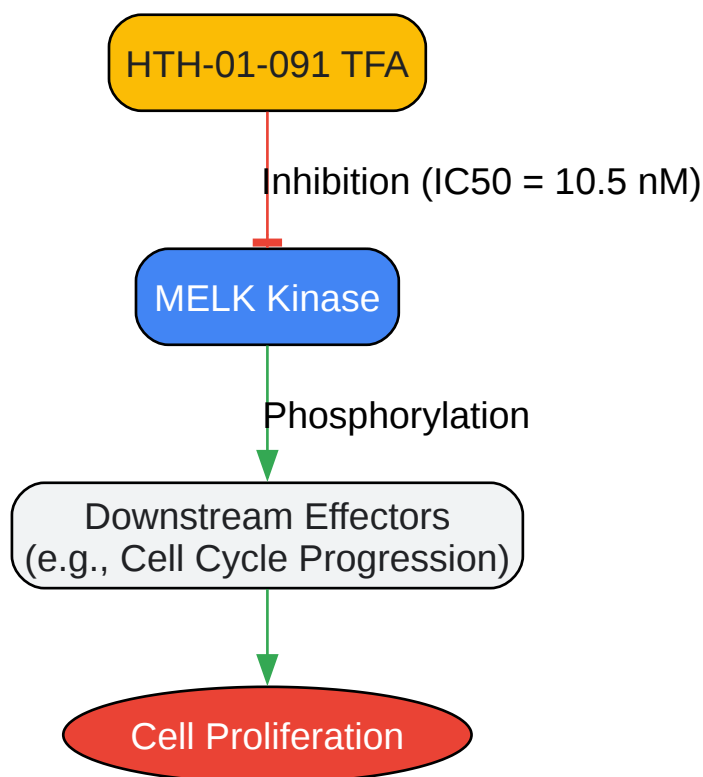 HTH-01-091 TFA
Inhibition (IC50 = 10.5 nM)
MELK Kinase
Phosphorylation
Downstream Effectors
(e.g., Cell Cycle Progression)
Cell Proliferation